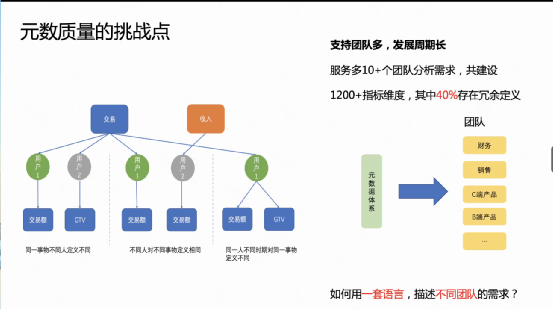 元数质量的挑战点
支持团队多，发展周期长
服务多10+个团队分析需求，共建设
1200+指标维度，其中40%存在冗余定义
团队
交易
收入
财务
用户1
用户2
用户1
用户2
用户1
元数据体系
销售
C端产品
B端产品
...
交易额
GTV
交易额
交易额
交易额
GTV
同一事物不同人定义不同
不同人对不同事物定义相同
同一人不同时期对同一事物
定义不同
如何用一套语言，描述不同团队的需求？